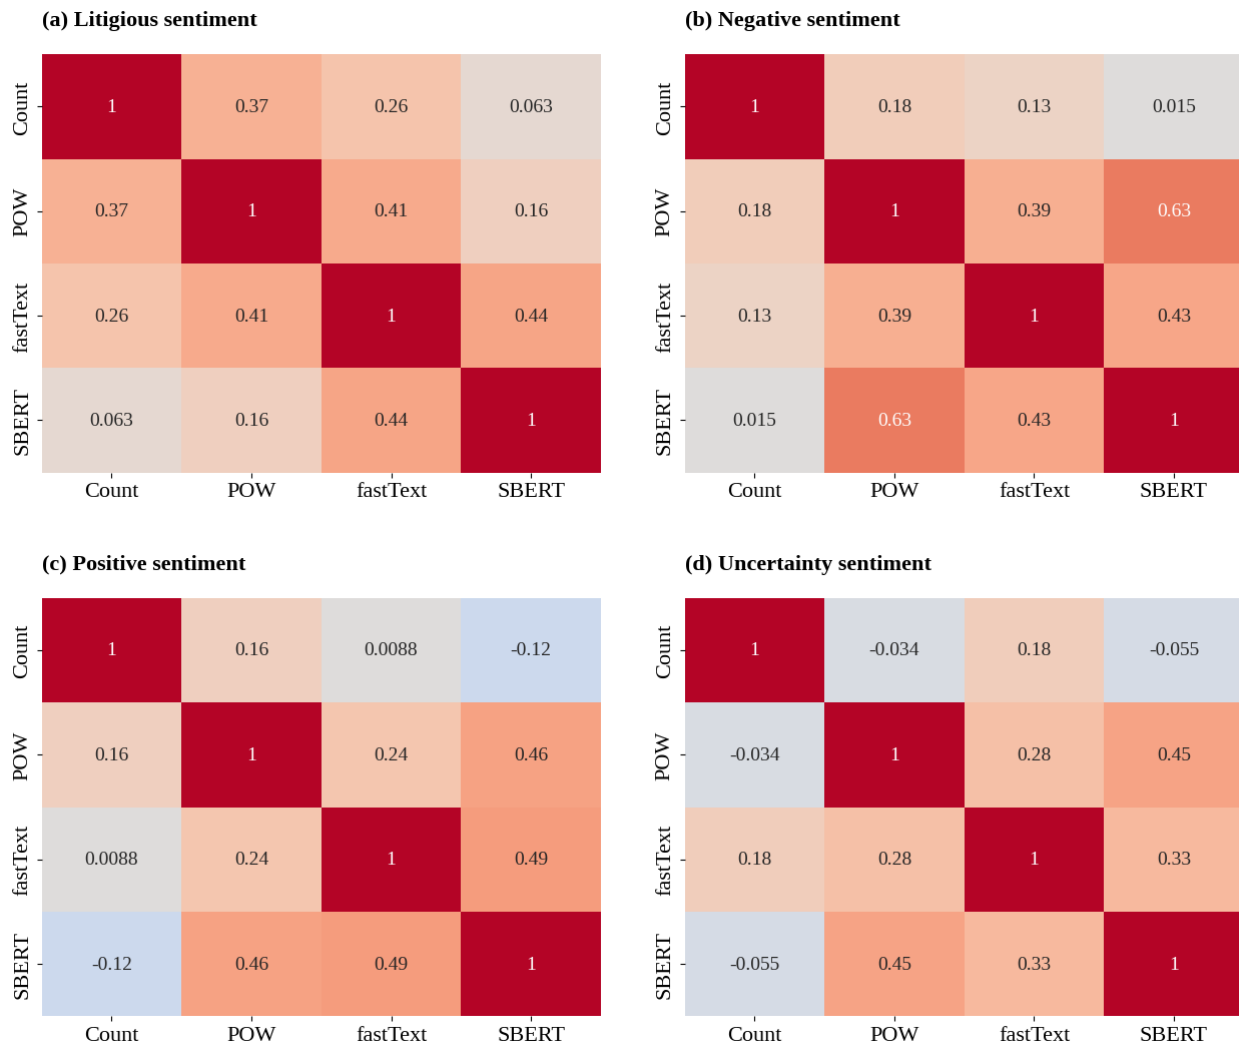 (a) Litigious sentiment
Count 1 0.37 0.26 0.063
POW 0.37 1 0.41 0.16
fastText 0.26 0.41 1 0.44
SBERT 0.063 0.16 0.44 1
Count POW fastText SBERT
(b) Negative sentiment
Count 1 0.18 0.13 0.015
POW 0.18 1 0.39 0.63
fastText 0.13 0.39 1 0.43
SBERT 0.015 0.63 0.43 1
Count POW fastText SBERT
(c) Positive sentiment
Count 1 0.16 0.0088 -0.12
POW 0.16 1 0.24 0.46
fastText 0.0088 0.24 1 0.49
SBERT -0.12 0.46 0.49 1
Count POW fastText SBERT
(d) Uncertainty sentiment
Count 1 -0.034 0.18 -0.055
POW -0.034 1 0.28 0.45
fastText 0.18 0.28 1 0.33
SBERT -0.055 0.45 0.33 1
Count POW fastText SBERT